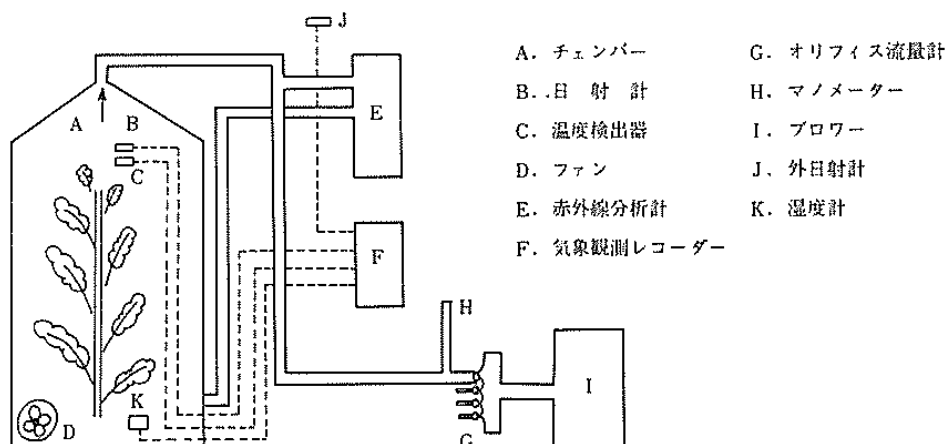 J
A. チェンバー
G. オリフィス流量計
B. 日射計
H. マノメーター
C. 温度検出器
I. ブロワー
D. ファン
J. 外日射計
E. 赤外線分析計
K. 湿度計
F. 気象観測レコーダー
A
B
E
C
F
H
K
I
D
G